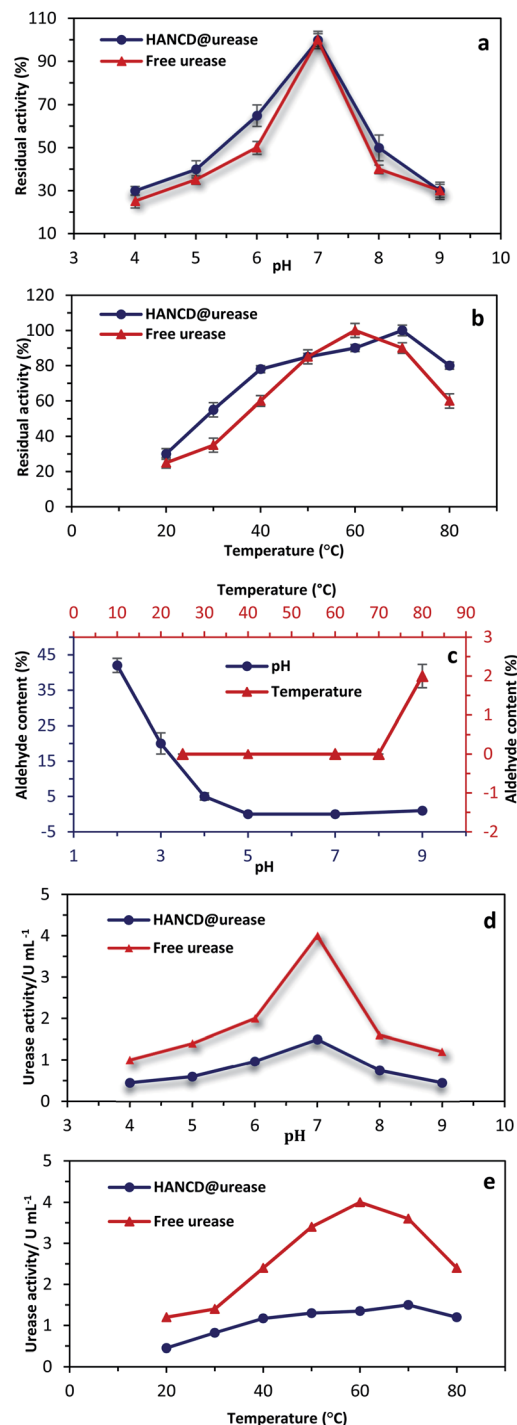 a
HANCD@urease
Free urease
Residual activity (%)
110
90
70
50
30
10
3 4 5 6 7 8 9 10
pH
b
HANCD@urease
Free urease
Residual activity (%)
120
100
80
60
40
20
0
0 20 40 60 80
Temperature (°C)
Temperature (°C)
0 10 20 30 40 50 60 70 80 90
c
pH
Temperature
Aldehyde content (%)
45
35
25
15
5
-5
3
2
1
0
-1
-2
Aldehyde content (%)
1 3 5 7 9
pH
d
HANCD@urease
Free urease
Urease activity/U mL-1
5
4
3
2
1
0
3 4 5 6 7 8 9 10
pH
e
HANCD@urease
Free urease
Urease activity/ U mL-1
5
4
3
2
1
0
0 20 40 60 80
Temperature (°C)